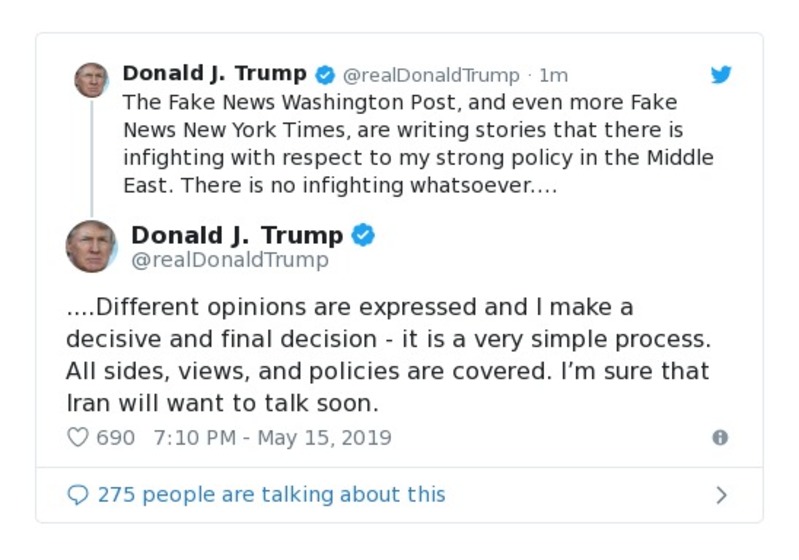 Donald J. Trump @realDonaldTrump · 1m
The Fake News Washington Post, and even more Fake
News New York Times, are writing stories that there is
infighting with respect to my strong policy in the Middle
East. There is no infighting whatsoever....
Donald J. Trump
@realDonaldTrump
....Different opinions are expressed and I make a
decisive and final decision - it is a very simple process.
All sides, views, and policies are covered. I’m sure that
Iran will want to talk soon.
690 7:10 PM - May 15, 2019
275 people are talking about this